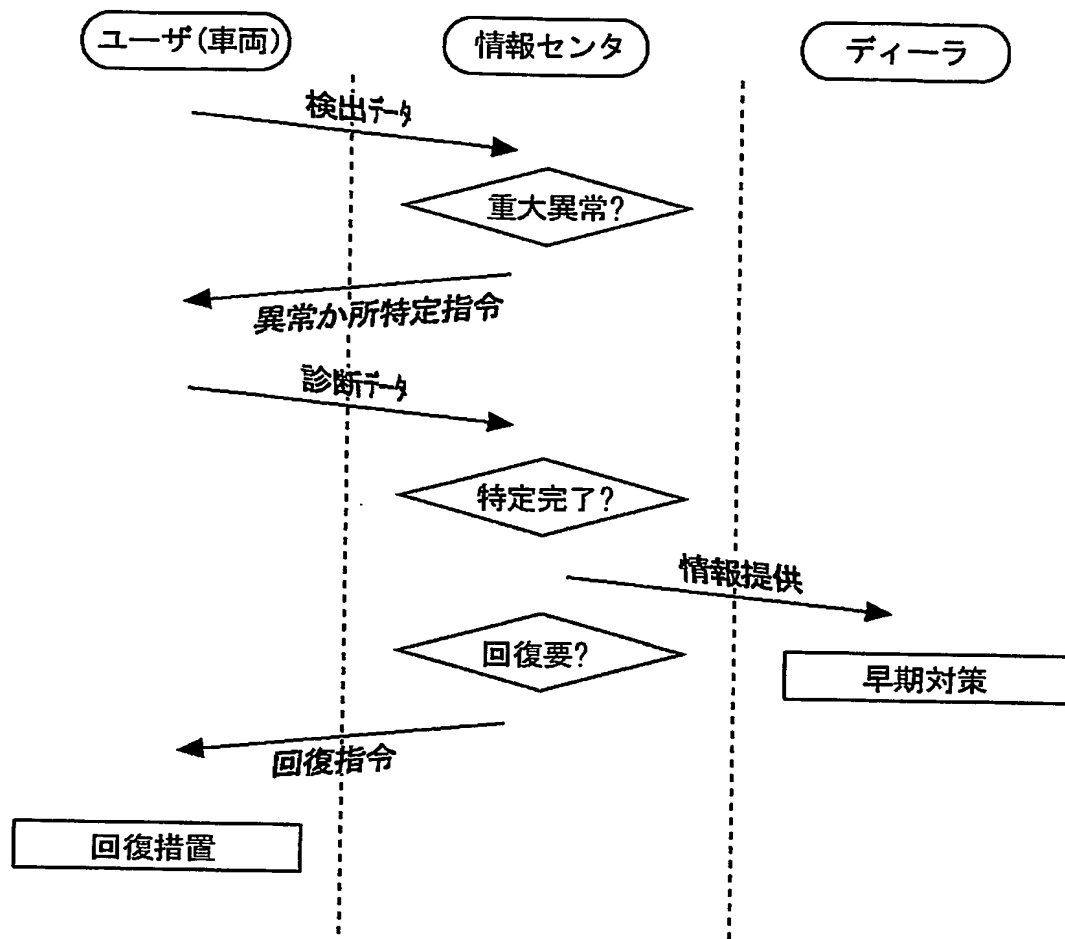 ユーザ(車両)
情報センタ
ディーラ
検出データ
重大異常?
異常か所特定指令
診断データ
特定完了?
情報提供
回復要?
早期対策
回復指令
回復措置